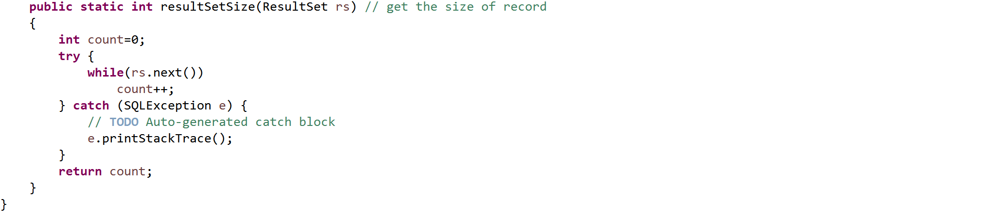 public static int resultSetSize(ResultSet rs) // get the size of record
{
int count=0;
try {
while(rs.next())
count++;
} catch (SQLException e) {
// TODO Auto-generated catch block
e.printStackTrace();
}
return count;
}
}